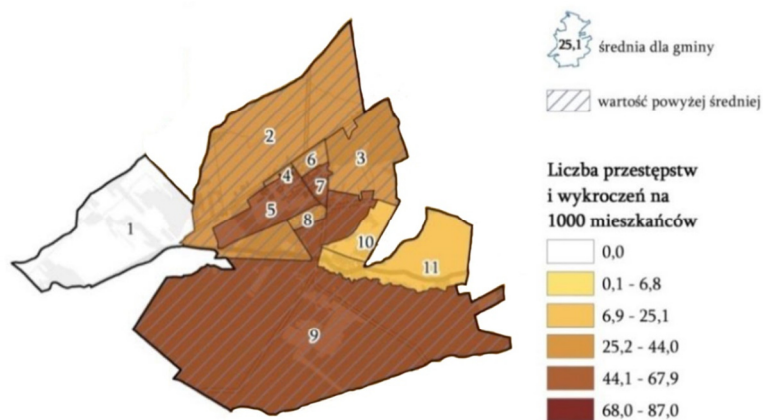 25,1 średnia dla gminy
wartość powyżej średniej
Liczba przestępstw
i wykroczeń na
1000 mieszkańców
0,0
0,1 - 6,8
6,9 - 25,1
25,2 - 44,0
44,1 - 67,9
68,0 - 87,0
2
6
3
4
7
5
8
1
10
11
9